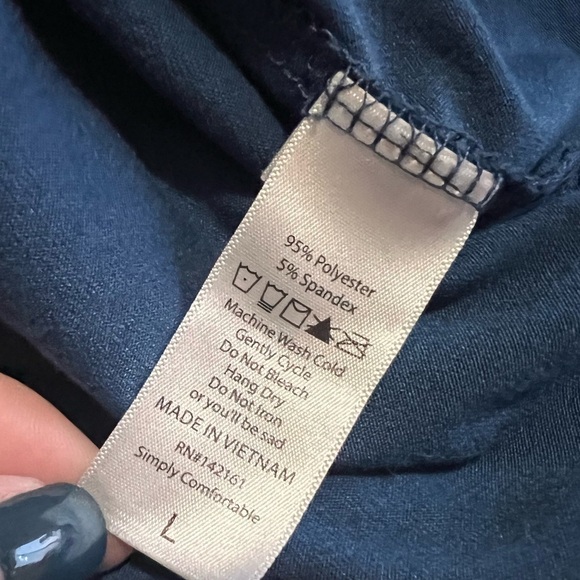 95% Polyester
5% Spandex
Machine Wash Cold
Gently Cycle
Do Not Bleach
Hang Dry
Do Not Iron
or you'll be sad
MADE IN VIETNAM
RN#142161
Simply Comfortable
L